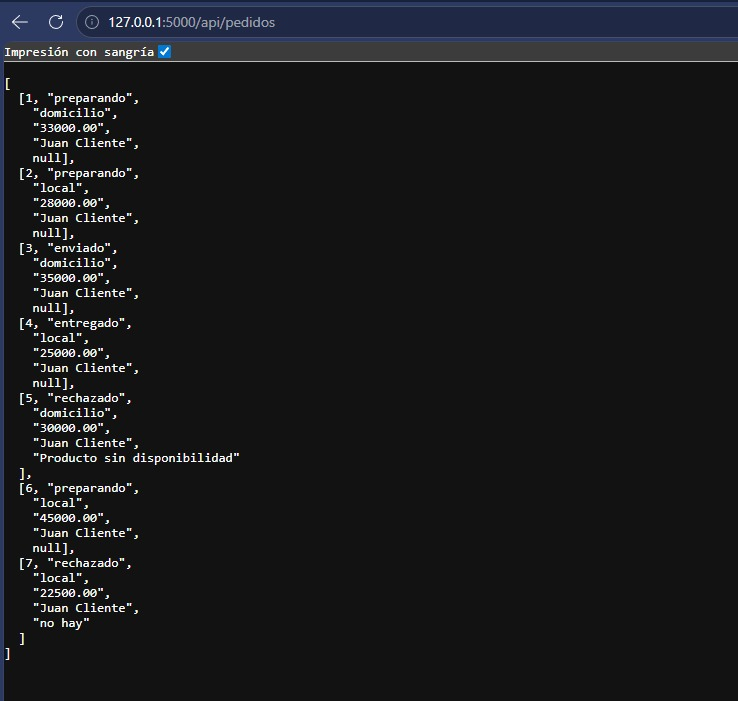 127.0.0.1:5000/api/pedidos
Impresión con sangría
[
  [1, "preparando",
    "domicilio",
    "33000.00",
    "Juan Cliente",
    null],
  [2, "preparando",
    "local",
    "28000.00",
    "Juan Cliente",
    null],
  [3, "enviado",
    "domicilio",
    "35000.00",
    "Juan Cliente",
    null],
  [4, "entregado",
    "local",
    "25000.00",
    "Juan Cliente",
    null],
  [5, "rechazado",
    "domicilio",
    "30000.00",
    "Juan Cliente",
    "Producto sin disponibilidad"
  ],
  [6, "preparando",
    "local",
    "45000.00",
    "Juan Cliente",
    null],
  [7, "rechazado",
    "local",
    "22500.00",
    "Juan Cliente",
    "no hay"
  ]
]